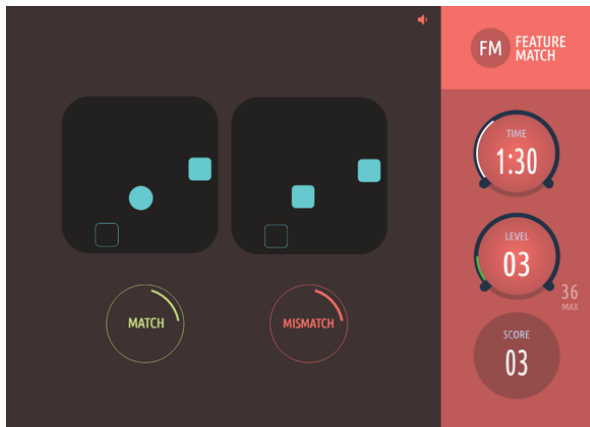 FM
FEATURE
MATCH
TIME
1:30
LEVEL
03
36
MAX
MATCH
MISMATCH
SCORE
03